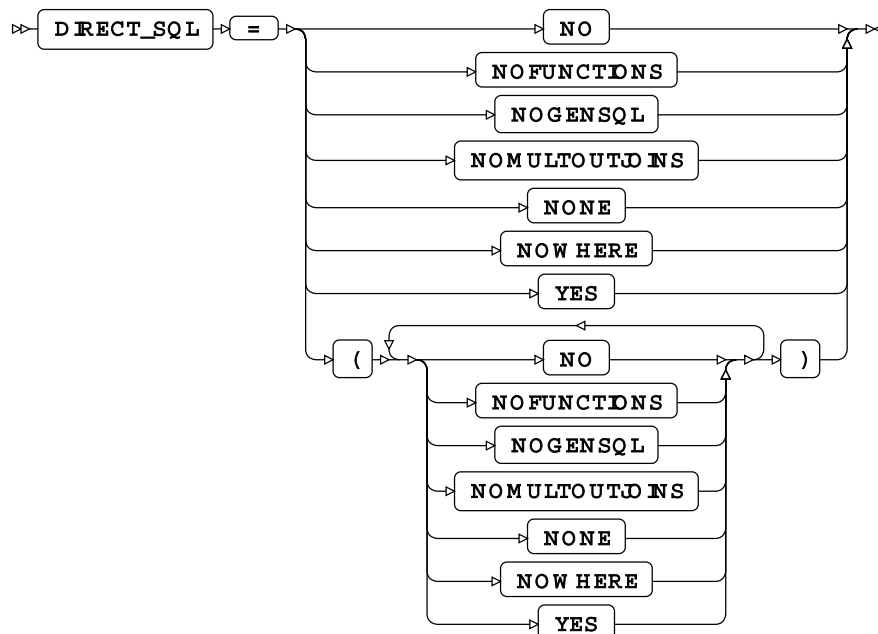 DIRECT_SQL = NO
NOFUNCTIONS
NOGENSQL
NOMULTOUTJOINS
NONE
NOWHERE
YES
( NO )
NOFUNCTIONS
NOGENSQL
NOMULTOUTJOINS
NONE
NOWHERE
YES